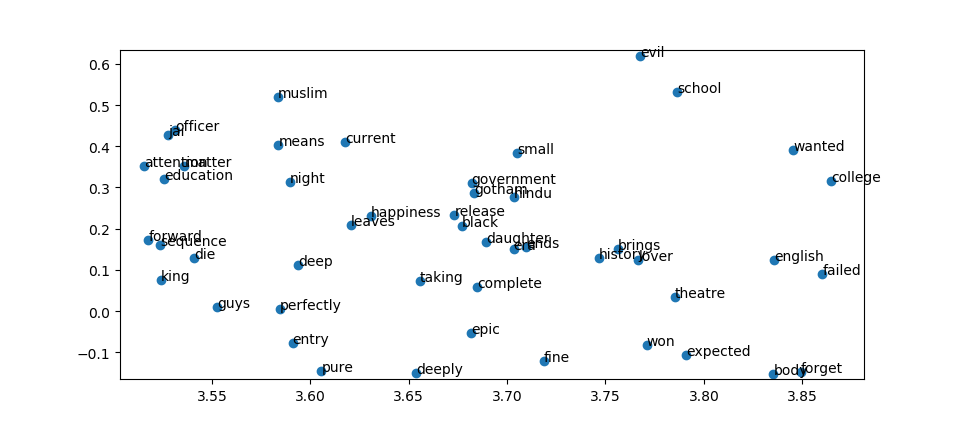 evil
0.6
school
muslim
0.5
officer
jai
means
current
0.4
small
wanted
attention
matter
education
night
government
college
0.3
gotham
hindu
happiness
release
leaves
black
0.2
forward
sequence
daughter
era
ends
brings
history
lover
die
deep
english
0.1
king
taking
complete
failed
theatre
guys
perfectly
0.0
epic
entry
won
expected
−0.1
fine
pure
deeply
body
forget
3.55 3.60 3.65 3.70 3.75 3.80 3.85